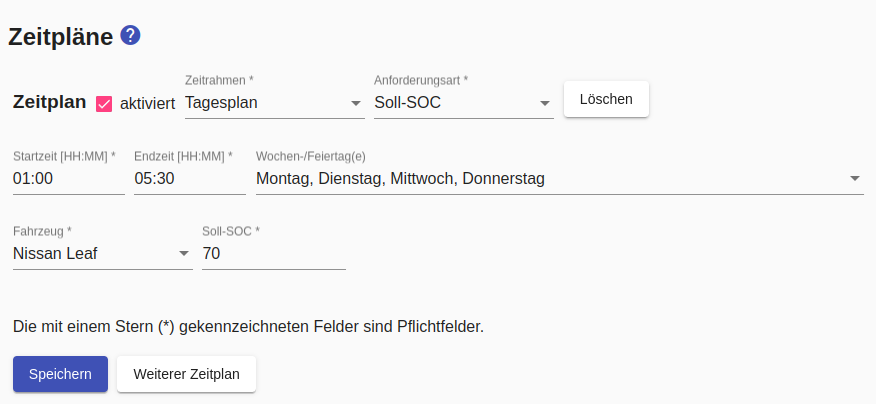 Zeitpläne ?
Zeitrahmen * Anforderungsart *
Zeitplan aktiviert Tagesplan Soll-SOC Löschen
Startzeit [HH:MM] * Endzeit [HH:MM] * Wochen-/Feiertag(e)
01:00 05:30 Montag, Dienstag, Mittwoch, Donnerstag
Fahrzeug * Soll-SOC *
Nissan Leaf 70
Die mit einem Stern (*) gekennzeichneten Felder sind Pflichtfelder.
Speichern Weiterer Zeitplan